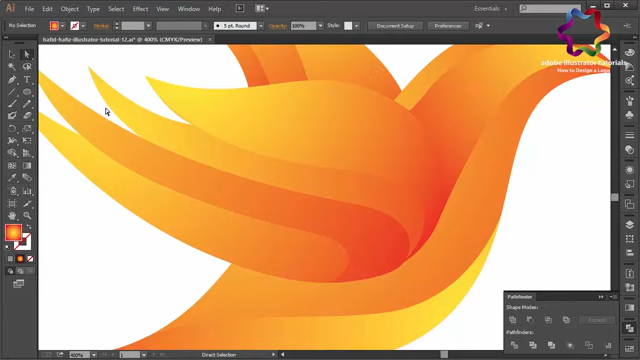 Ai
File Edit Object Type Select Effect View Window Help
No Selection Stroke: 5 pt. Round Opacity: 100% Style: Document Setup Preferences
hafid-hafiz-illustrator-tutorial-12.ai* @ 400% (CMYK/Preview)
adobe illustrator tutorials
How to Design a Logo
Pathfinder
Shape Modes:
Expand
Pathfinders:
400% 1 Direct Selection